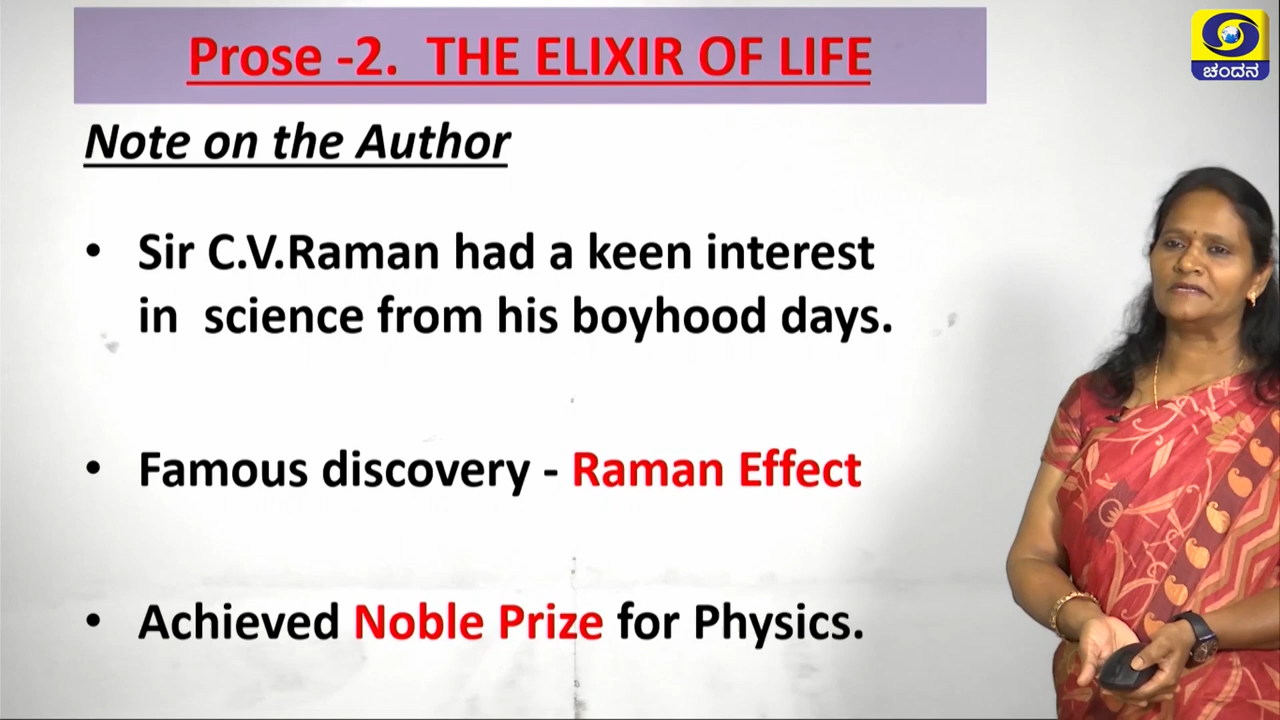 Prose -2. THE ELIXIR OF LIFE
ಚಂದನ
Note on the Author
• Sir C.V.Raman had a keen interest
in science from his boyhood days.
• Famous discovery - Raman Effect
• Achieved Noble Prize for Physics.